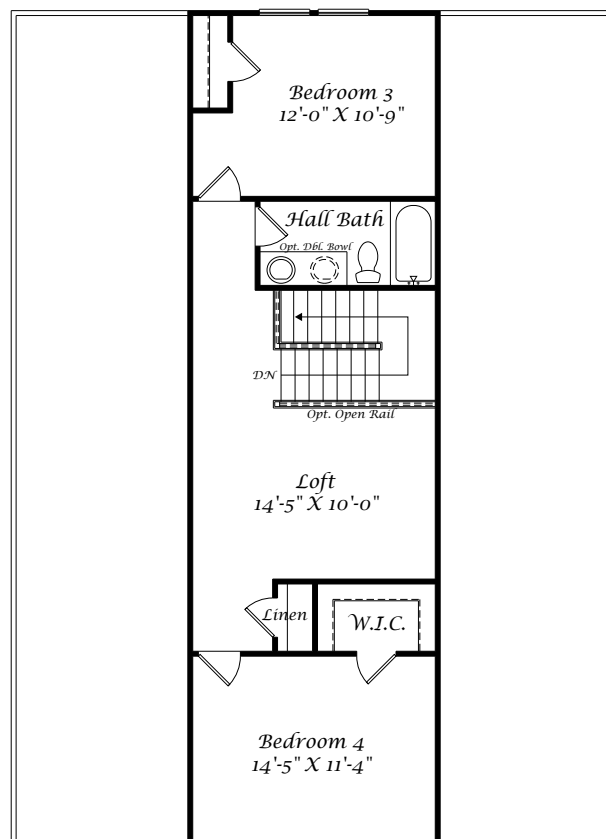 Bedroom 3
12'-0" X 10'-9"
Hall Bath
Opt. Dbl. Bowl
DN
Opt. Open Rail
Loft
14'-5" X 10'-0"
Linen
W.I.C.
Bedroom 4
14'-5" X 11'-4"